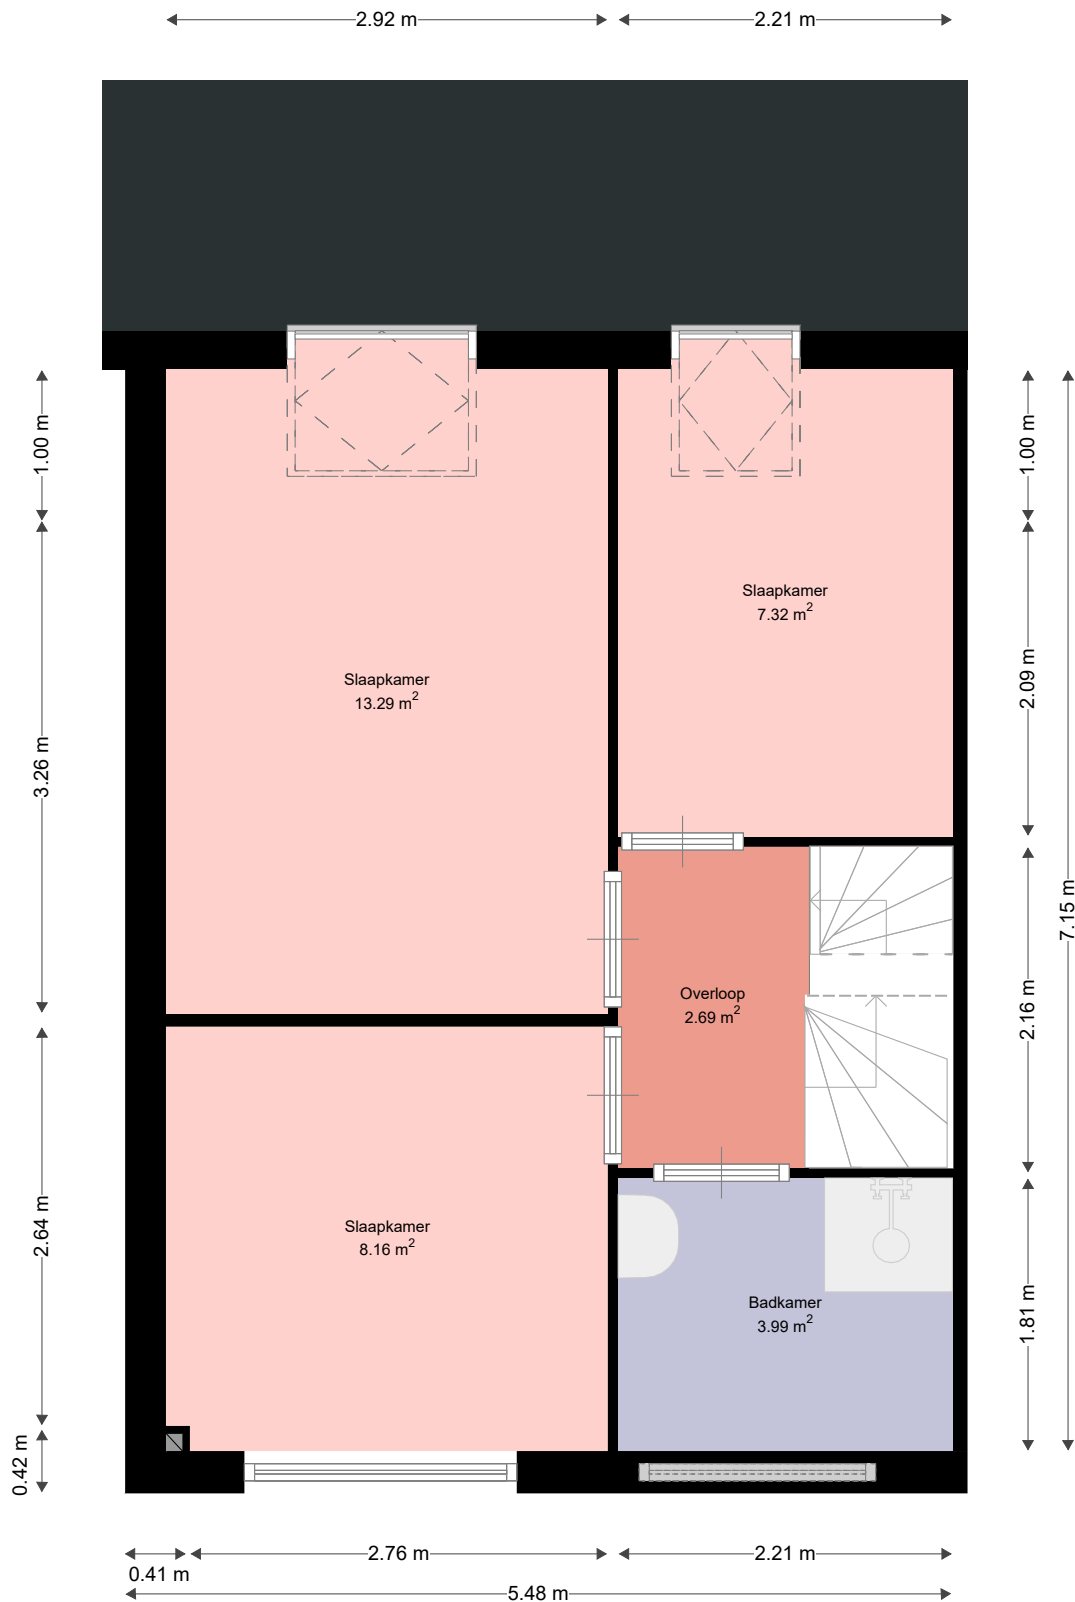 2.92 m
2.21 m
1.00 m
1.00 m
Slaapkamer
7.32 m²
2.09 m
Slaapkamer
13.29 m²
3.26 m
7.15 m
Overloop
2.69 m²
2.16 m
Slaapkamer
8.16 m²
2.64 m
Badkamer
3.99 m²
1.81 m
0.42 m
0.41 m
2.76 m
2.21 m
5.48 m